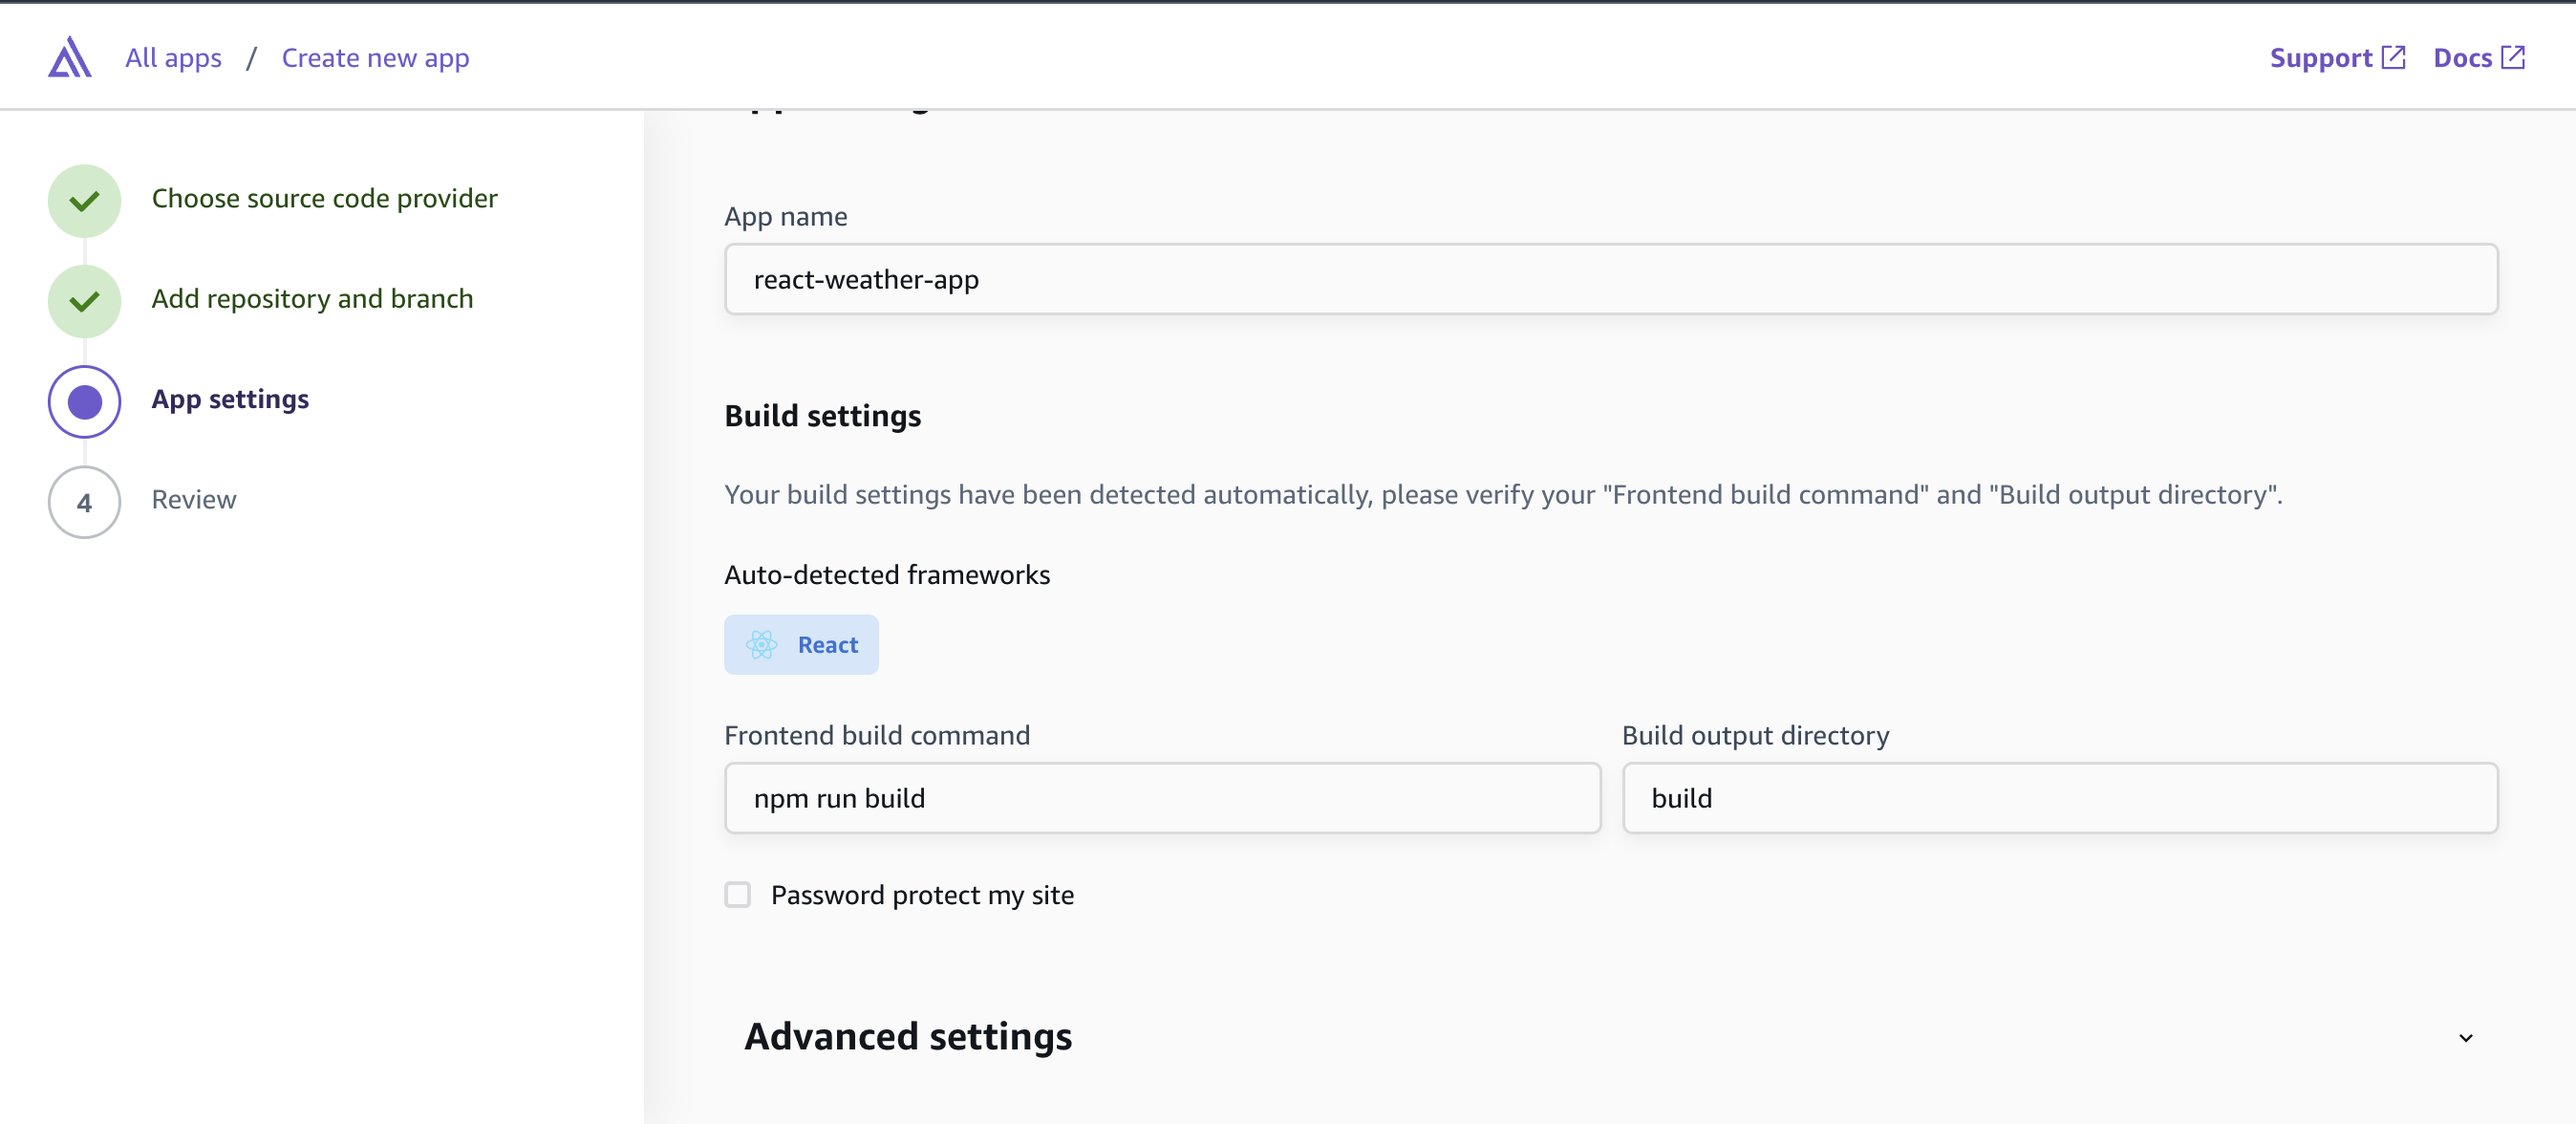 All apps / Create new app
Support
Docs
Choose source code provider
Add repository and branch
App settings
4 Review
App name
react-weather-app
Build settings
Your build settings have been detected automatically, please verify your "Frontend build command" and "Build output directory".
Auto-detected frameworks
React
Frontend build command
npm run build
Build output directory
build
Password protect my site
Advanced settings